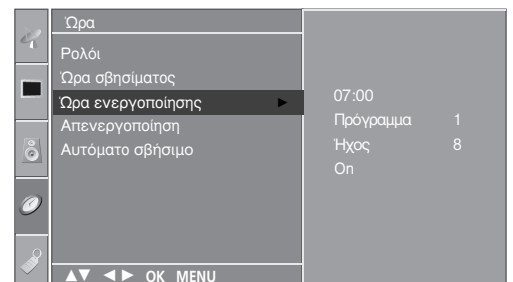 Ώρα
Ρολόι
Ώρα σβησίματος
Ώρα ενεργοποίησης ►
Απενεργοποίηση
Αυτόματο σβήσιμο
07:00
Πρόγραμμα 1
Ήχος 8
On
▲▼ ◄► OK MENU